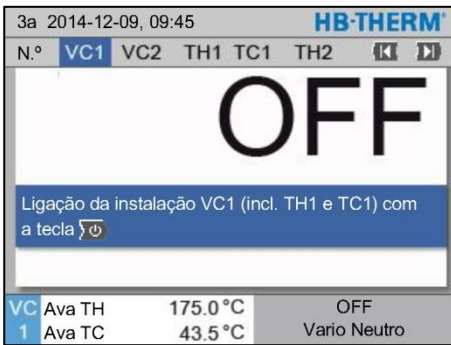 3a 2014-12-09, 09:45 HB-THERM®
N.º VC1 VC2 TH1 TC1 TH2
OFF
Ligação da instalação VC1 (incl. TH1 e TC1) com
a tecla
VC Ava TH 175.0 °C OFF
1 Ava TC 43.5 °C Vario Neutro